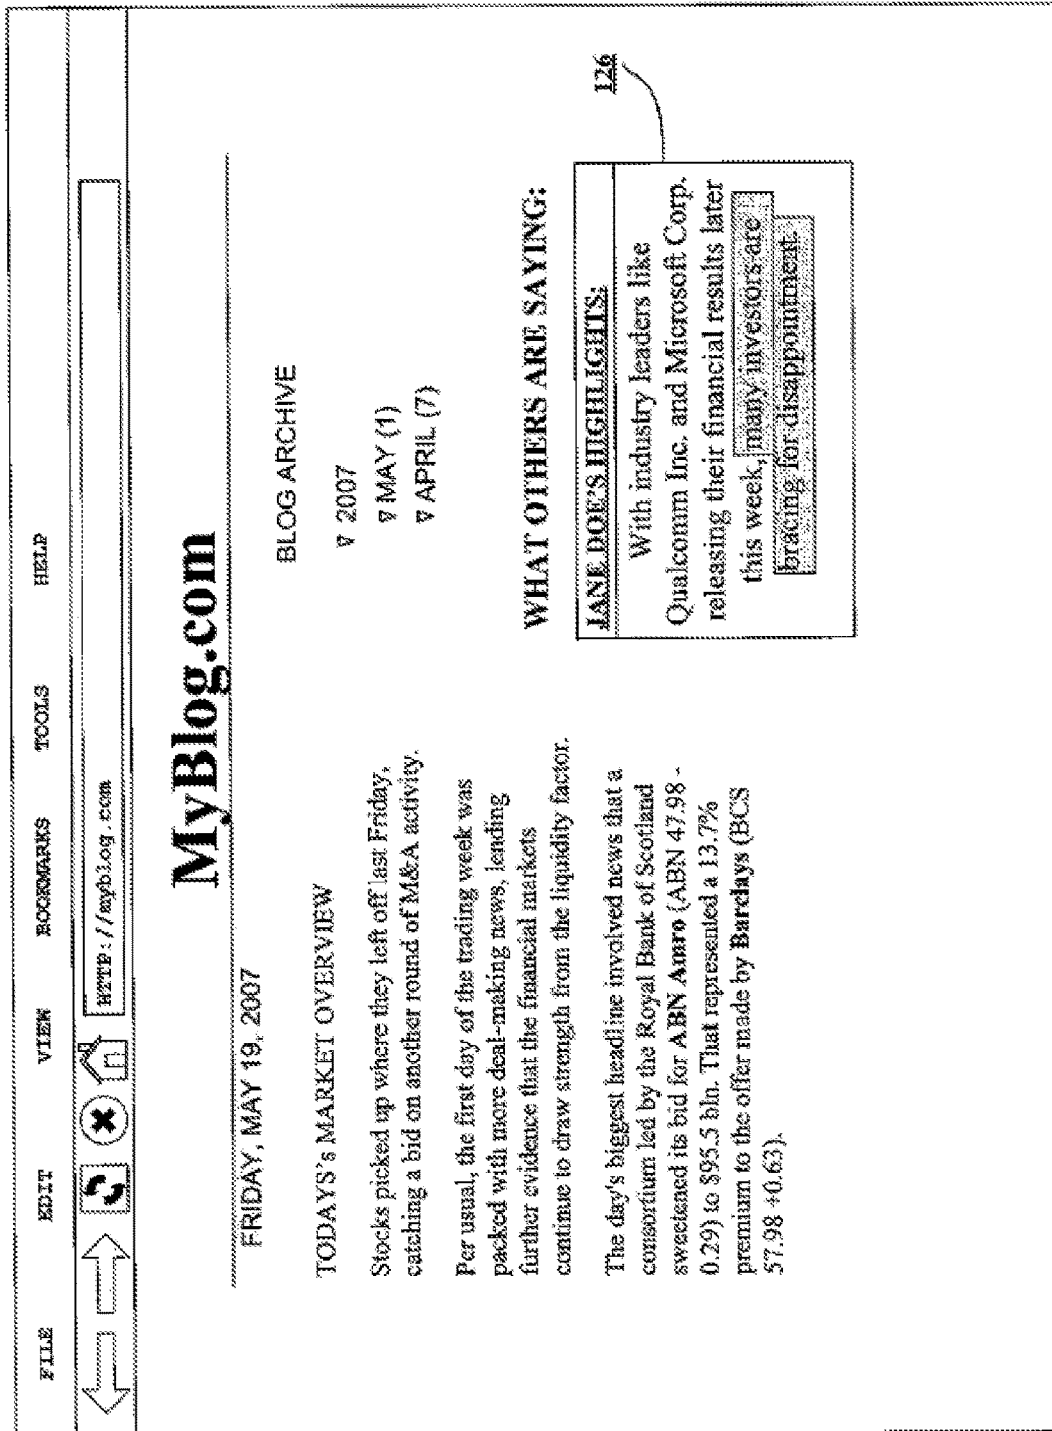 FILE EDIT VIEW BOOKMARKS TOOLS HELP
HTTP://myblog.com
MyBlog.com
FRIDAY, MAY 19, 2007
TODAYS's MARKET OVERVIEW
Stocks picked up where they left off last Friday,
catching a bid on another round of M&A activity.
Per usual, the first day of the trading week was
packed with more deal-making news, lending
further evidence that the financial markets
continue to draw strength from the liquidity factor.
The day's biggest headline involved news that a
consortium led by the Royal Bank of Scotland
sweetened its bid for ABN Amro (ABN 47.98 -
0.29) to $95.5 bln. That represented a 13.7%
premium to the offer made by Barclays (BCS
57.98 +0.63).
BLOG ARCHIVE
∇ 2007
∇ MAY (1)
∇ APRIL (7)
WHAT OTHERS ARE SAYING:
JANE DOE'S HIGHLIGHTS:
With industry leaders like
Qualcomm Inc. and Microsoft Corp.
releasing their financial results later
this week, many investors are
bracing for disappointment.
126